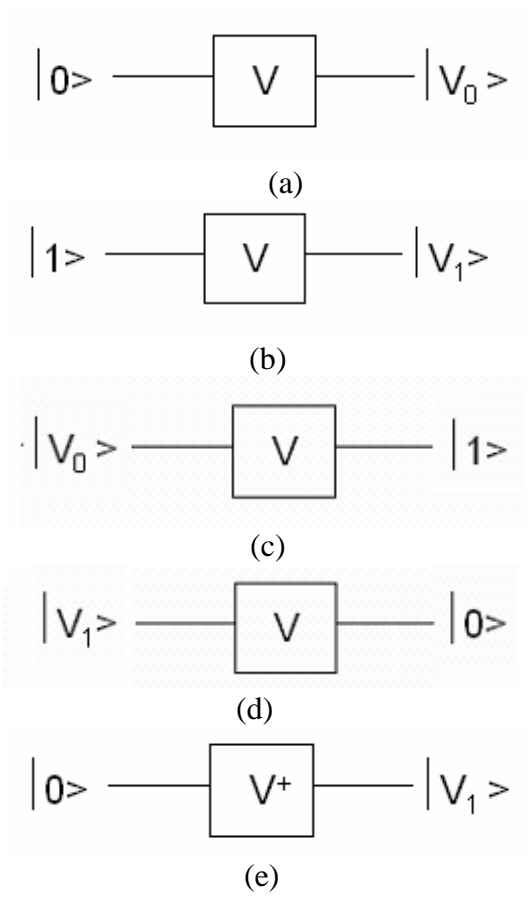 |0> V |V₀ >
(a)
|1> V |V₁>
(b)
|V₀ > V |1>
(c)
|V₁> V |0>
(d)
|0> V⁺ |V₁ >
(e)